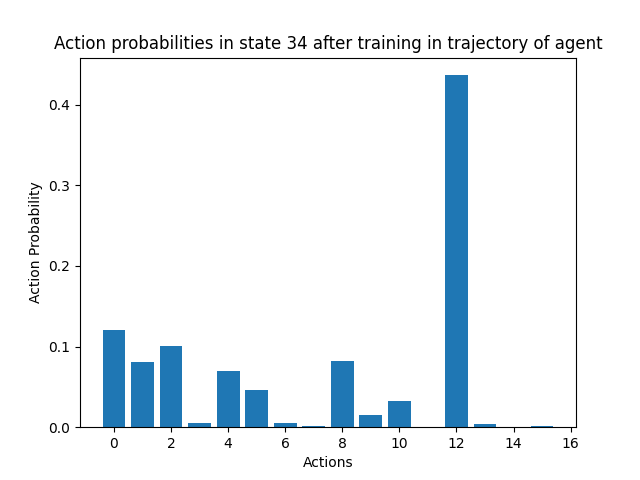 Action probabilities in state 34 after training in trajectory of agent
0.4
0.3
0.2
0.1
0.0
Action Probability
0 2 4 6 8 10 12 14 16
Actions